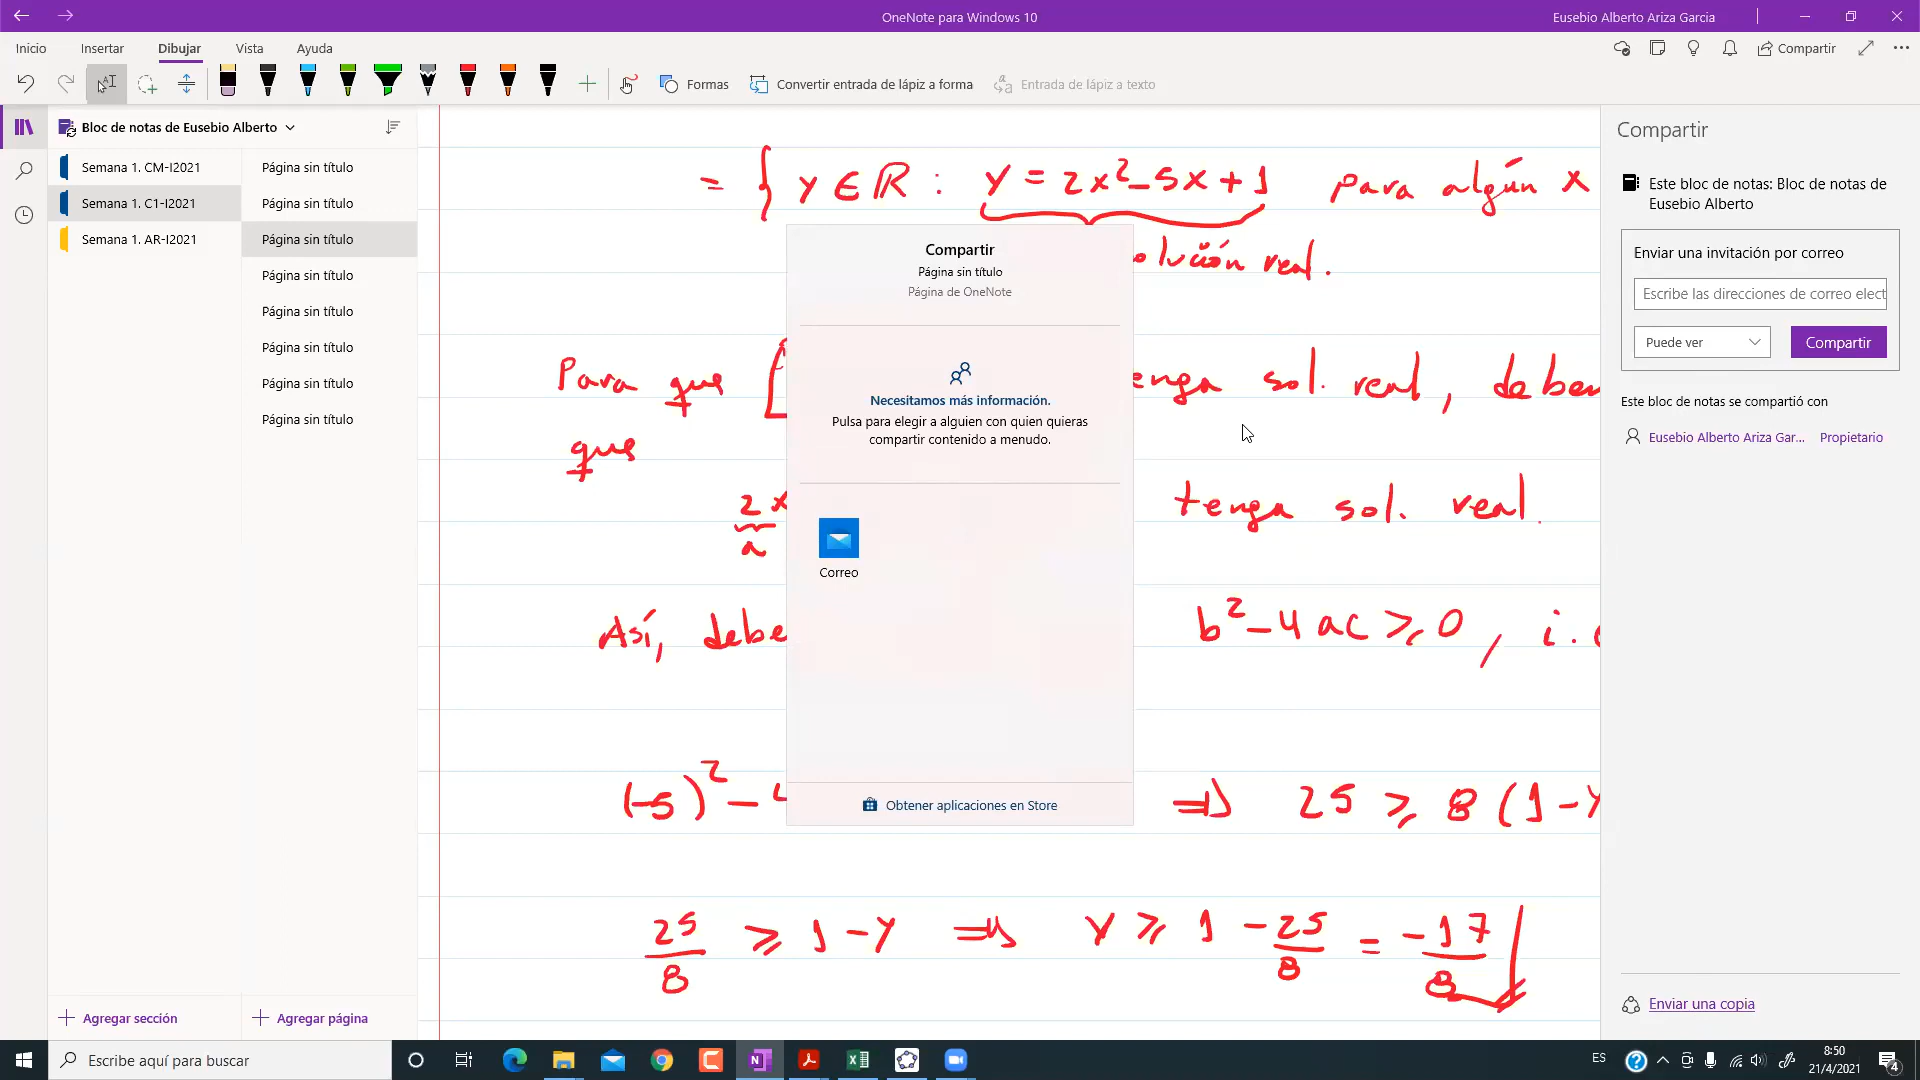 OneNote para Windows 10
Eusebio Alberto Ariza Garcia
Inicio Insertar Dibujar Vista Ayuda
Compartir
Formas
Convertir entrada de lápiz a forma
Entrada de lápiz a texto
Bloc de notas de Eusebio Alberto
Semana 1. CM-I2021
Semana 1. C1-I2021
Semana 1. AR-I2021
Página sin título
Página sin título
Página sin título
Página sin título
Página sin título
Página sin título
Página sin título
Página sin título
Agregar sección
Agregar página
= { y ∈ ℝ : y = 2x² - 5x + 1 para algún x
solución real.
Para que [ tenga sol. real, deben
que
2x tenga sol. real.
a
Así, debe b² - 4ac ≥ 0, i.
(-5)² - 4 ⇒ 25 ≥ 8(1-y
25/8 ≥ 1 - y ⇒ y ≥ 1 - 25/8 = -17/8
Compartir
Página sin título
Página de OneNote
Necesitamos más información.
Pulsa para elegir a alguien con quien quieras
compartir contenido a menudo.
Correo
Obtener aplicaciones en Store
Compartir
Este bloc de notas: Bloc de notas de
Eusebio Alberto
Enviar una invitación por correo
Escribe las direcciones de correo elect
Puede ver
Compartir
Este bloc de notas se compartió con
Eusebio Alberto Ariza Gar... Propietario
Enviar una copia
Escribe aquí para buscar
ES
8:50
21/4/2021
4